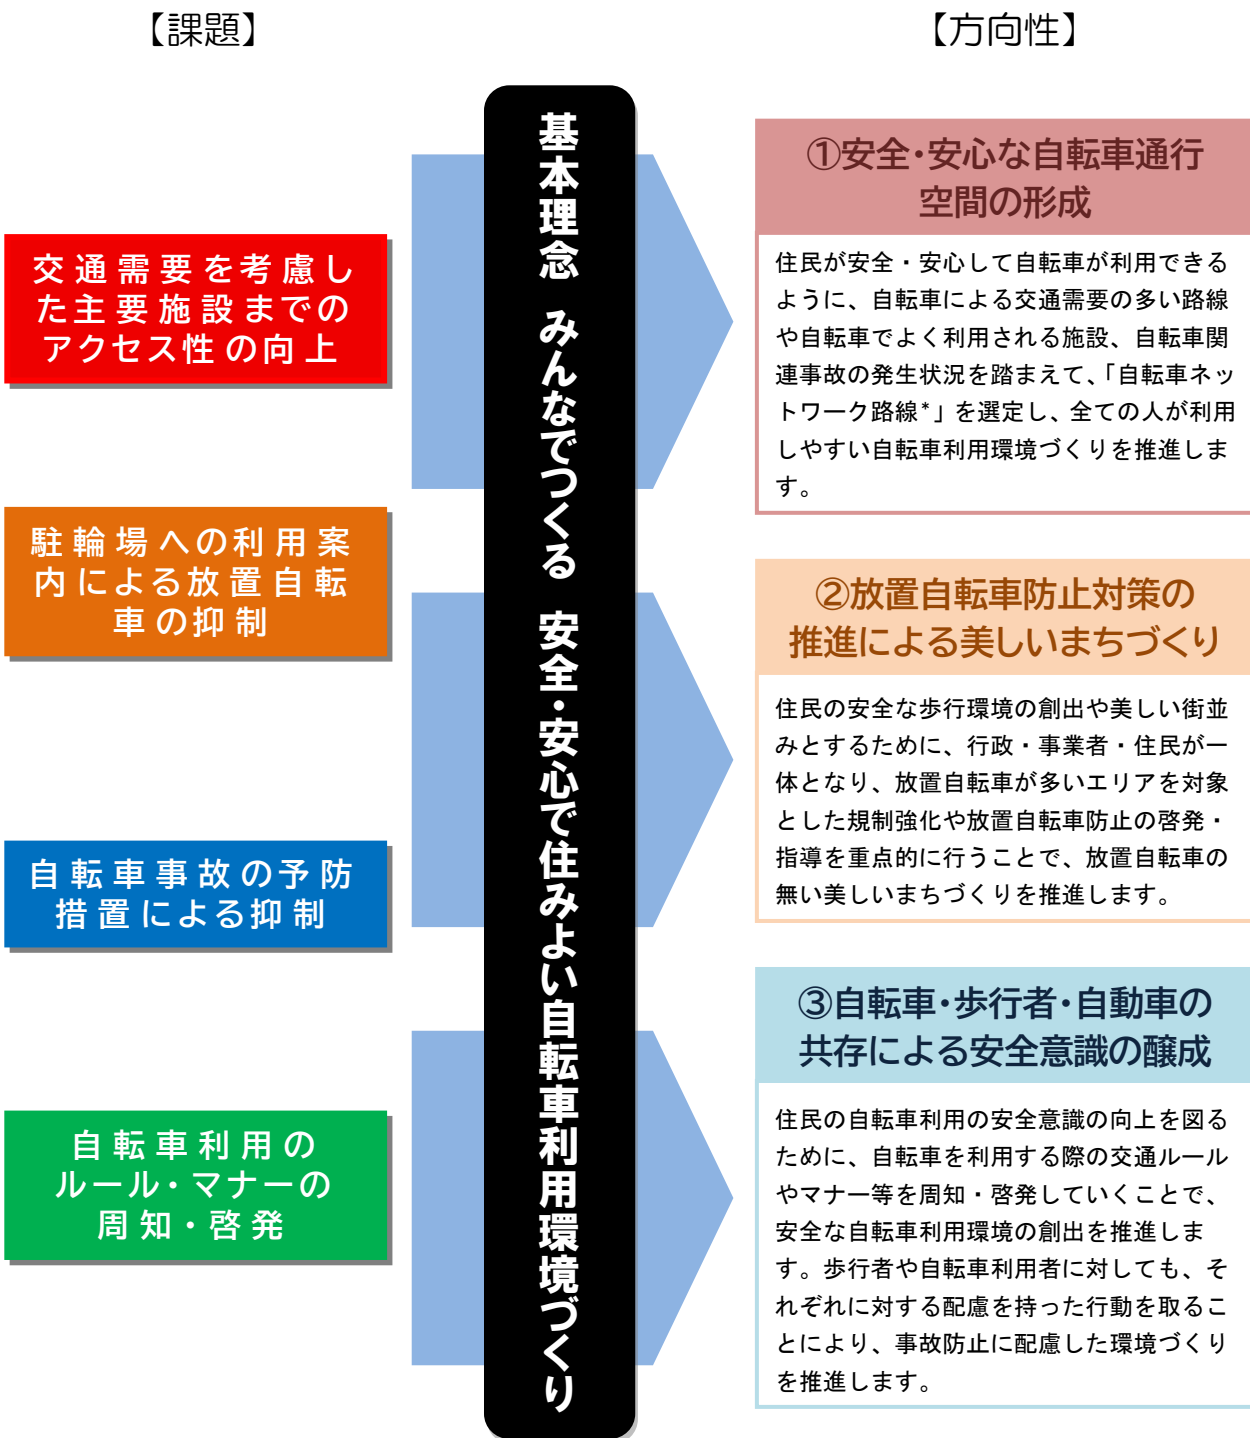 【課題】
交通需要を考慮し
た主要施設までの
アクセス性の向上
駐輪場への利用案
内による放置自転
車の抑制
自転車事故の予防
措置による抑制
自転車利用の
ルール・マナーの
周知・啓発
基本理念 みんなでつくる 安全・安心で住みよい自転車利用環境づくり
【方向性】
①安全・安心な自転車通行
空間の形成
住民が安全・安心して自転車が利用できる
ように、自転車による交通需要の多い路線
や自転車でよく利用される施設、自転車関
連事故の発生状況を踏まえて、「自転車ネッ
トワーク路線*」を選定し、全ての人が利用
しやすい自転車利用環境づくりを推進しま
す。
②放置自転車防止対策の
推進による美しいまちづくり
住民の安全な歩行環境の創出や美しい街並
みとするために、行政・事業者・住民が一
体となり、放置自転車が多いエリアを対象
とした規制強化や放置自転車防止の啓発・
指導を重点的に行うことで、放置自転車の
無い美しいまちづくりを推進します。
③自転車・歩行者・自動車の
共存による安全意識の醸成
住民の自転車利用の安全意識の向上を図る
ために、自転車を利用する際の交通ルール
やマナー等を周知・啓発していくことで、
安全な自転車利用環境の創出を推進しま
す。歩行者や自転車利用者に対しても、そ
れぞれに対する配慮を持った行動を取るこ
とにより、事故防止に配慮した環境づくり
を推進します。